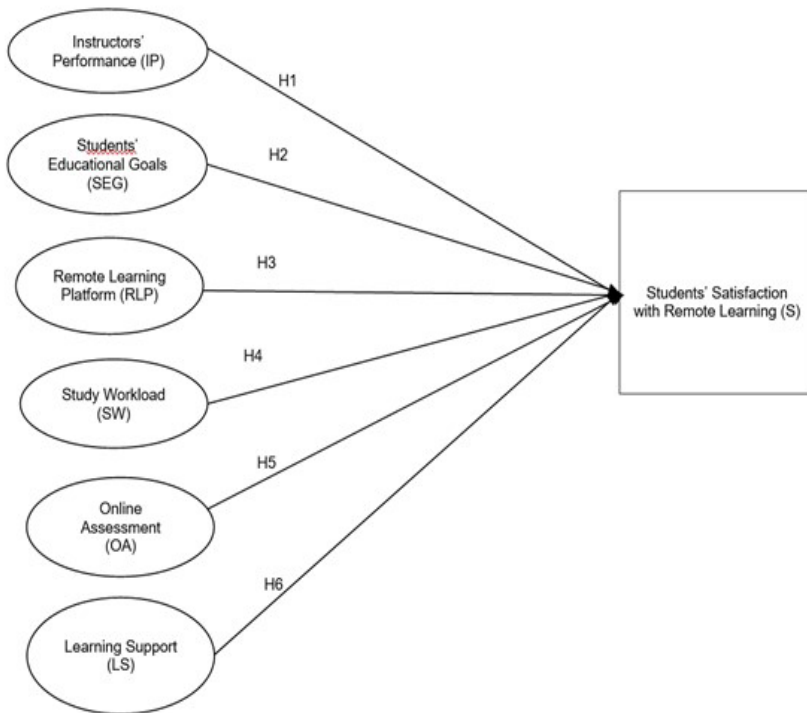 Instructors'
Performance (IP)
H1
Students'
Educational Goals
(SEG)
H2
Remote Learning
Platform (RLP)
H3
Students' Satisfaction
with Remote Learning (S)
Study Workload
(SW)
H4
Online
Assessment
(OA)
H5
Learning Support
(LS)
H6